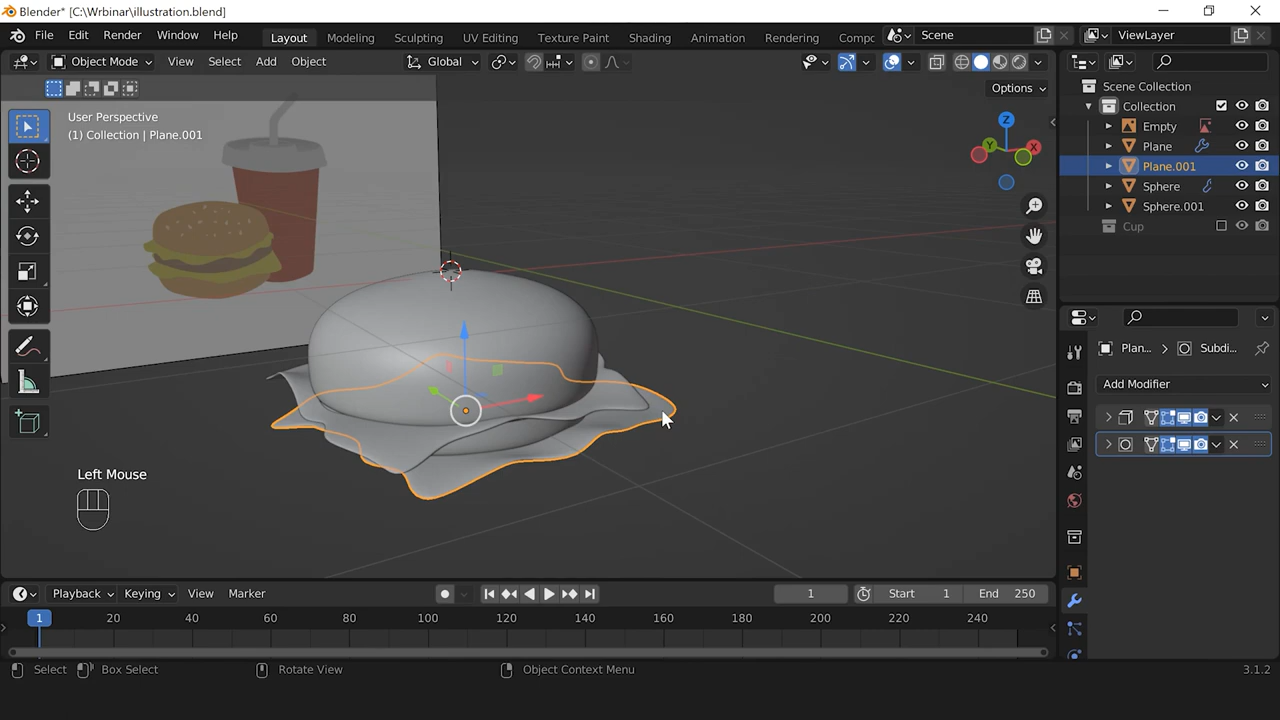 Blender* [C:\Wrbinar\illustration.blend]
File Edit Render Window Help Layout Modeling Sculpting UV Editing Texture Paint Shading Animation Rendering Compc Scene ViewLayer
Object Mode View Select Add Object Global
Options
User Perspective
(1) Collection | Plane.001
Z
Y
X
Left Mouse
Scene Collection
Collection
Empty
Plane
Plane.001
Sphere
Sphere.001
Cup
Plan... > Subdi...
Add Modifier
Playback Keying View Marker 1 Start 1 End 250
1 20 40 60 80 100 120 140 160 180 200 220 240
Select Box Select Rotate View Object Context Menu 3.1.2